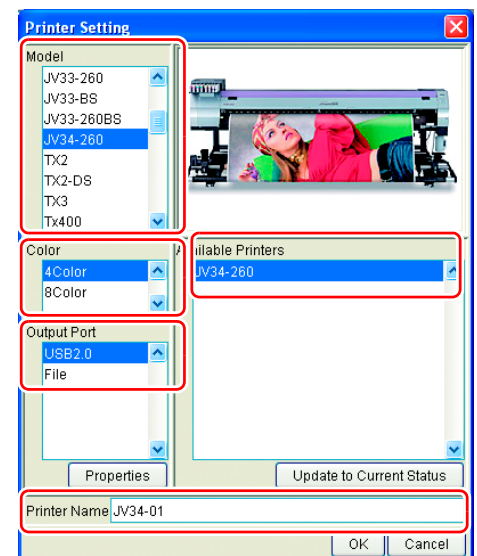 Printer Setting
Model
JV33-260
JV33-BS
JV33-260BS
JV34-260
TX2
TX2-DS
TX3
Tx400
Color
4Color
8Color
Available Printers
JV34-260
Output Port
USB2.0
File
Properties
Update to Current Status
Printer Name JV34-01
OK
Cancel